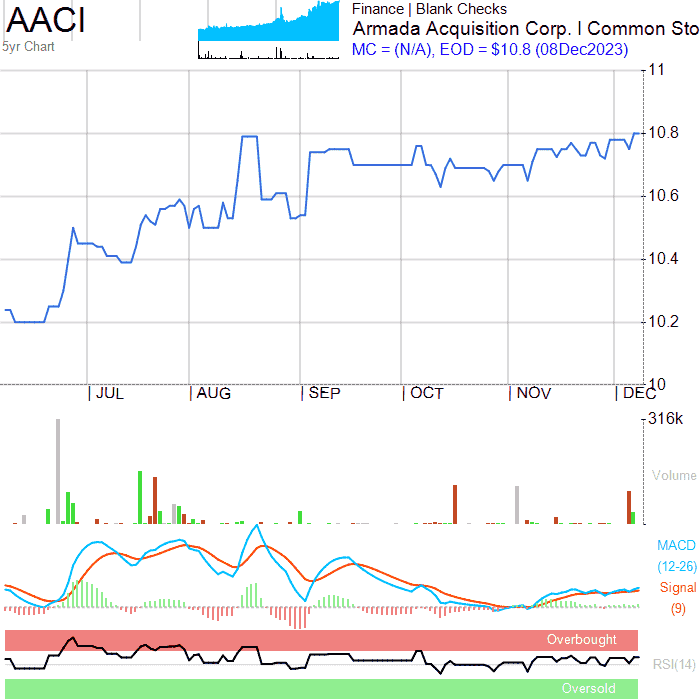 AACI
5yr Chart
Finance | Blank Checks
Armada Acquisition Corp. I Common Sto
MC = (N/A), EOD = $10.8 (08Dec2023)
11
10.8
10.6
10.4
10.2
10
JUL AUG SEP OCT NOV DEC
316k
Volume
MACD
(12-26)
Signal
(9)
Overbought
RSI(14)
Oversold